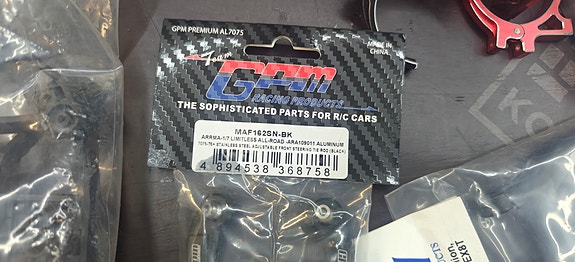 GPM PREMIUM AL7075
MADE IN
CHINA
Team
GPM
RACING PRODUCTS
THE SOPHISTICATED PARTS FOR R/C CARS
MAF162SN-BK
ARRMA-1/7 LIMITLESS ALL-ROAD -ARA109011 ALUMINUM
7075-T6+ STAINLESS STEEL ADJUSTABLE FRONT STEERING TIE ROD (BLACK)
4 894538 368758